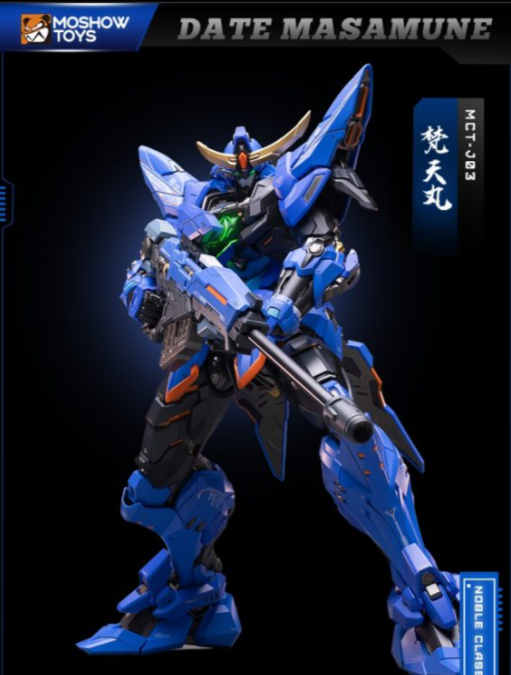 MOSHOW
TOYS
DATE MASAMUNE
MCT-J03
梵天丸
NOBLE CLASS